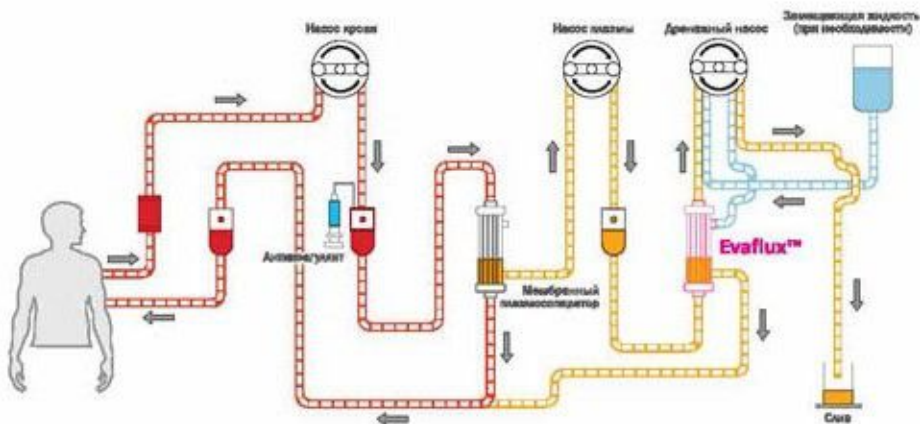 Насос крови
Насос плазмы
Дренажный насос
Замещающая жидкость
(при необходимости)
Антикоагулянт
Evaflux™
Мембранный
плазмосепаратор
Слив